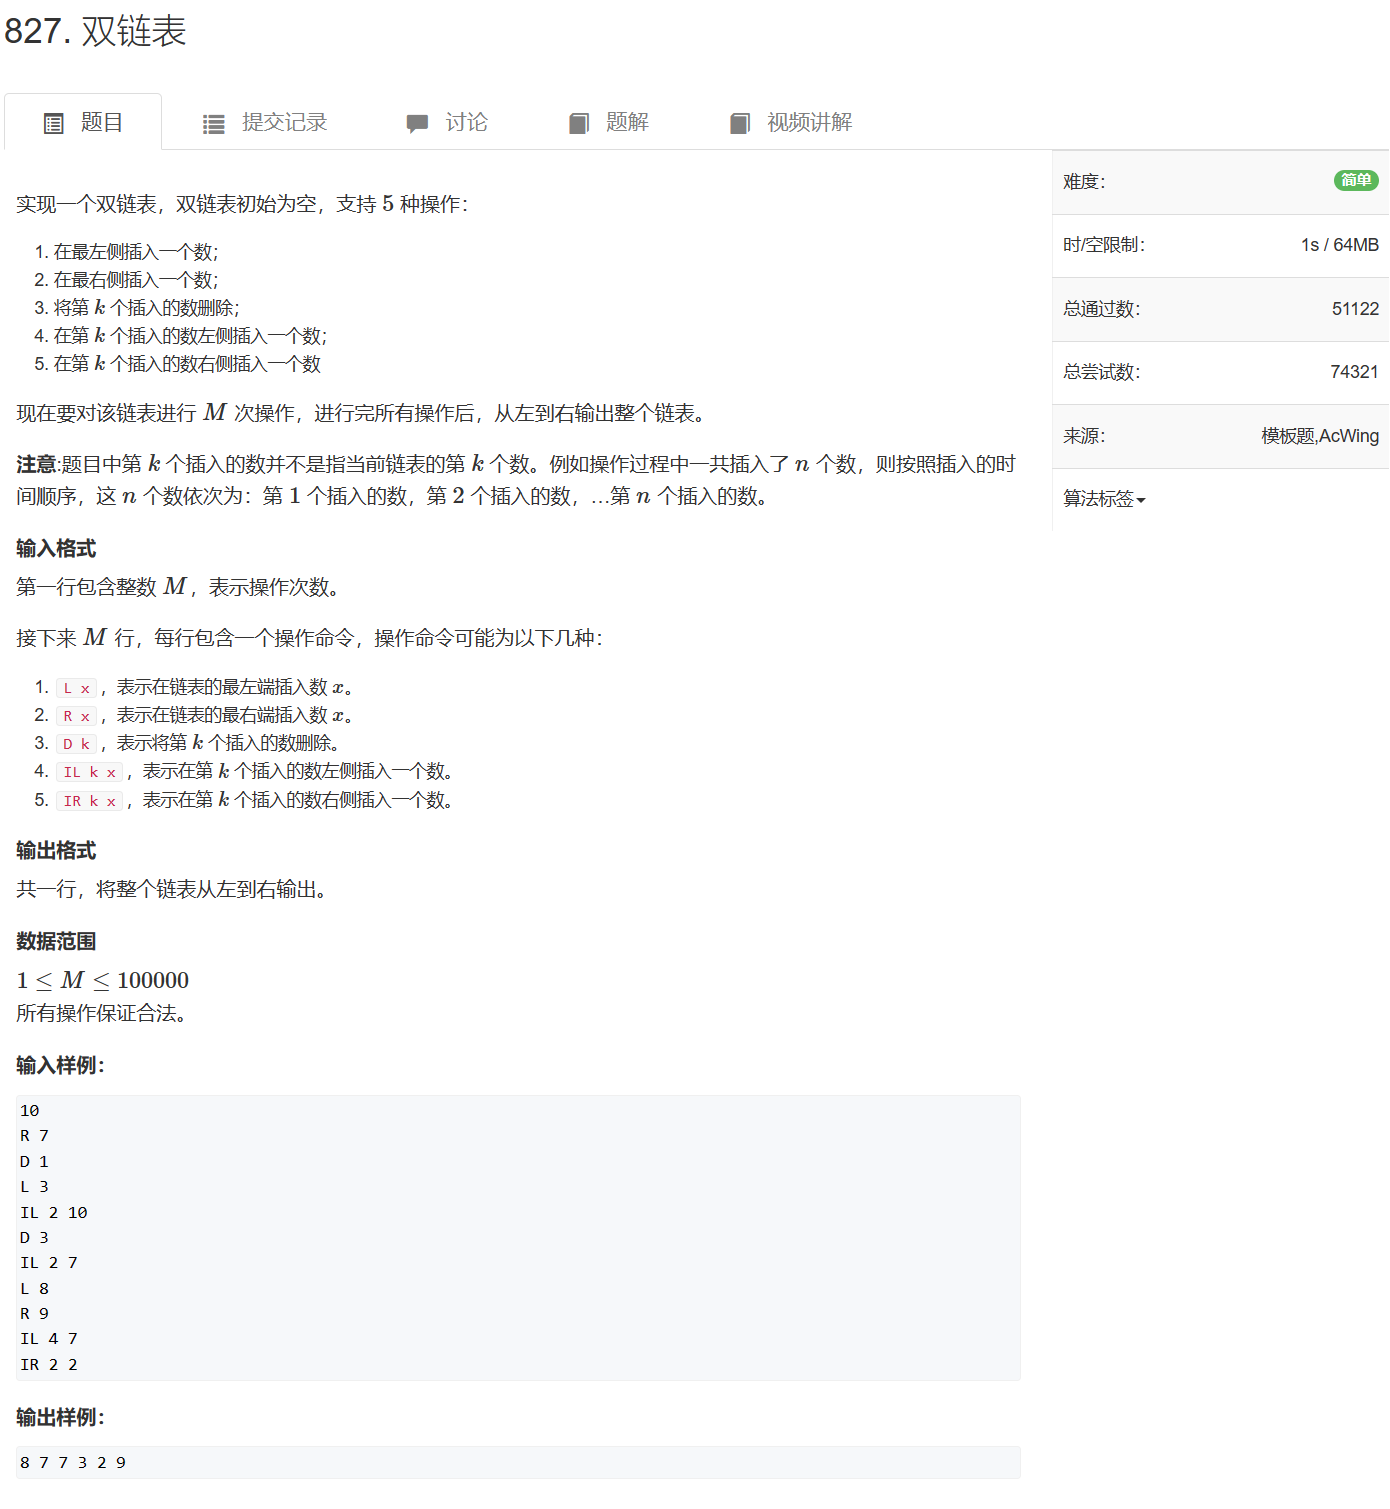 827. 双链表
题目 提交记录 讨论 题解 视频讲解
难度： 简单
时/空限制： 1s / 64MB
总通过数： 51122
总尝试数： 74321
来源： 模板题,AcWing
算法标签
实现一个双链表，双链表初始为空，支持 5 种操作：
1. 在最左侧插入一个数；
2. 在最右侧插入一个数；
3. 将第 k 个插入的数删除；
4. 在第 k 个插入的数左侧插入一个数；
5. 在第 k 个插入的数右侧插入一个数
现在要对该链表进行 M 次操作，进行完所有操作后，从左到右输出整个链表。
注意:题目中第 k 个插入的数并不是指当前链表的第 k 个数。例如操作过程中一共插入了 n 个数，则按照插入的时
间顺序，这 n 个数依次为：第 1 个插入的数，第 2 个插入的数，…第 n 个插入的数。
输入格式
第一行包含整数 M，表示操作次数。
接下来 M 行，每行包含一个操作命令，操作命令可能为以下几种：
1. L x，表示在链表的最左端插入数 x。
2. R x，表示在链表的最右端插入数 x。
3. D k，表示将第 k 个插入的数删除。
4. IL k x，表示在第 k 个插入的数左侧插入一个数。
5. IR k x，表示在第 k 个插入的数右侧插入一个数。
输出格式
共一行，将整个链表从左到右输出。
数据范围
1 ≤ M ≤ 100000
所有操作保证合法。
输入样例：
10
R 7
D 1
L 3
IL 2 10
D 3
IL 2 7
L 8
R 9
IL 4 7
IR 2 2
输出样例：
8 7 7 3 2 9